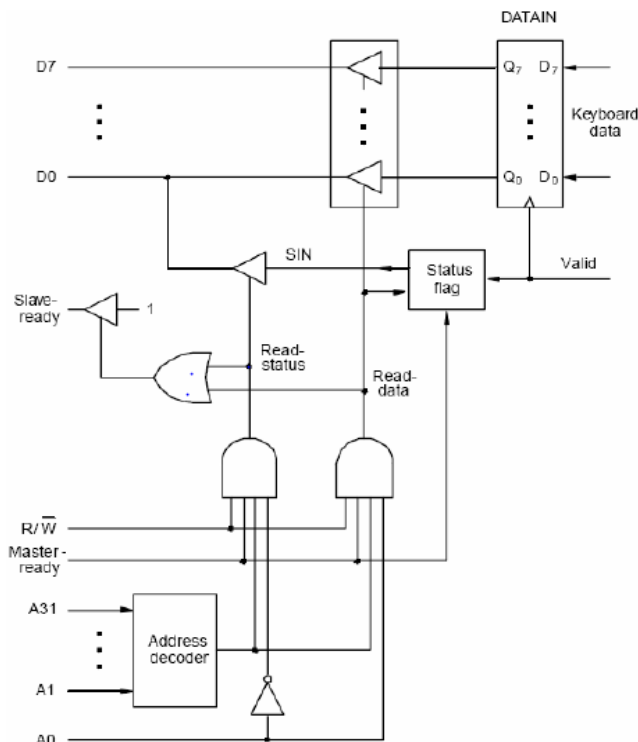 DATAIN
D7
Q7 D7
Keyboard
data
D0
Q0 D0
SIN
Status
flag
Valid
Slave-
ready
1
Read-
status
Read-
data
R/W̅
Master-
ready
A31
Address
decoder
A1
A0